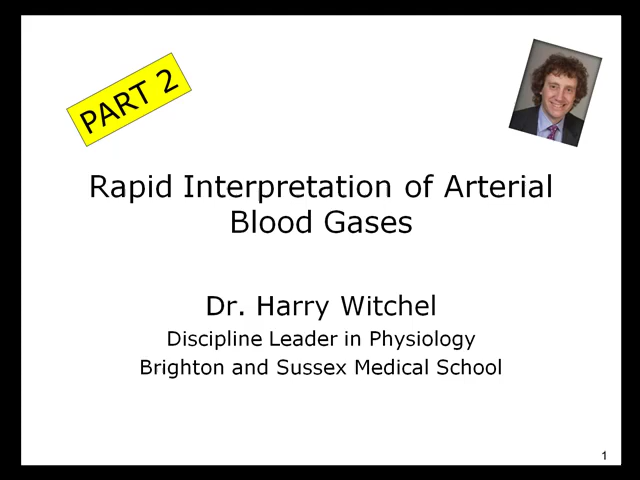 PART 2
Rapid Interpretation of Arterial
Blood Gases
Dr. Harry Witchel
Discipline Leader in Physiology
Brighton and Sussex Medical School
1